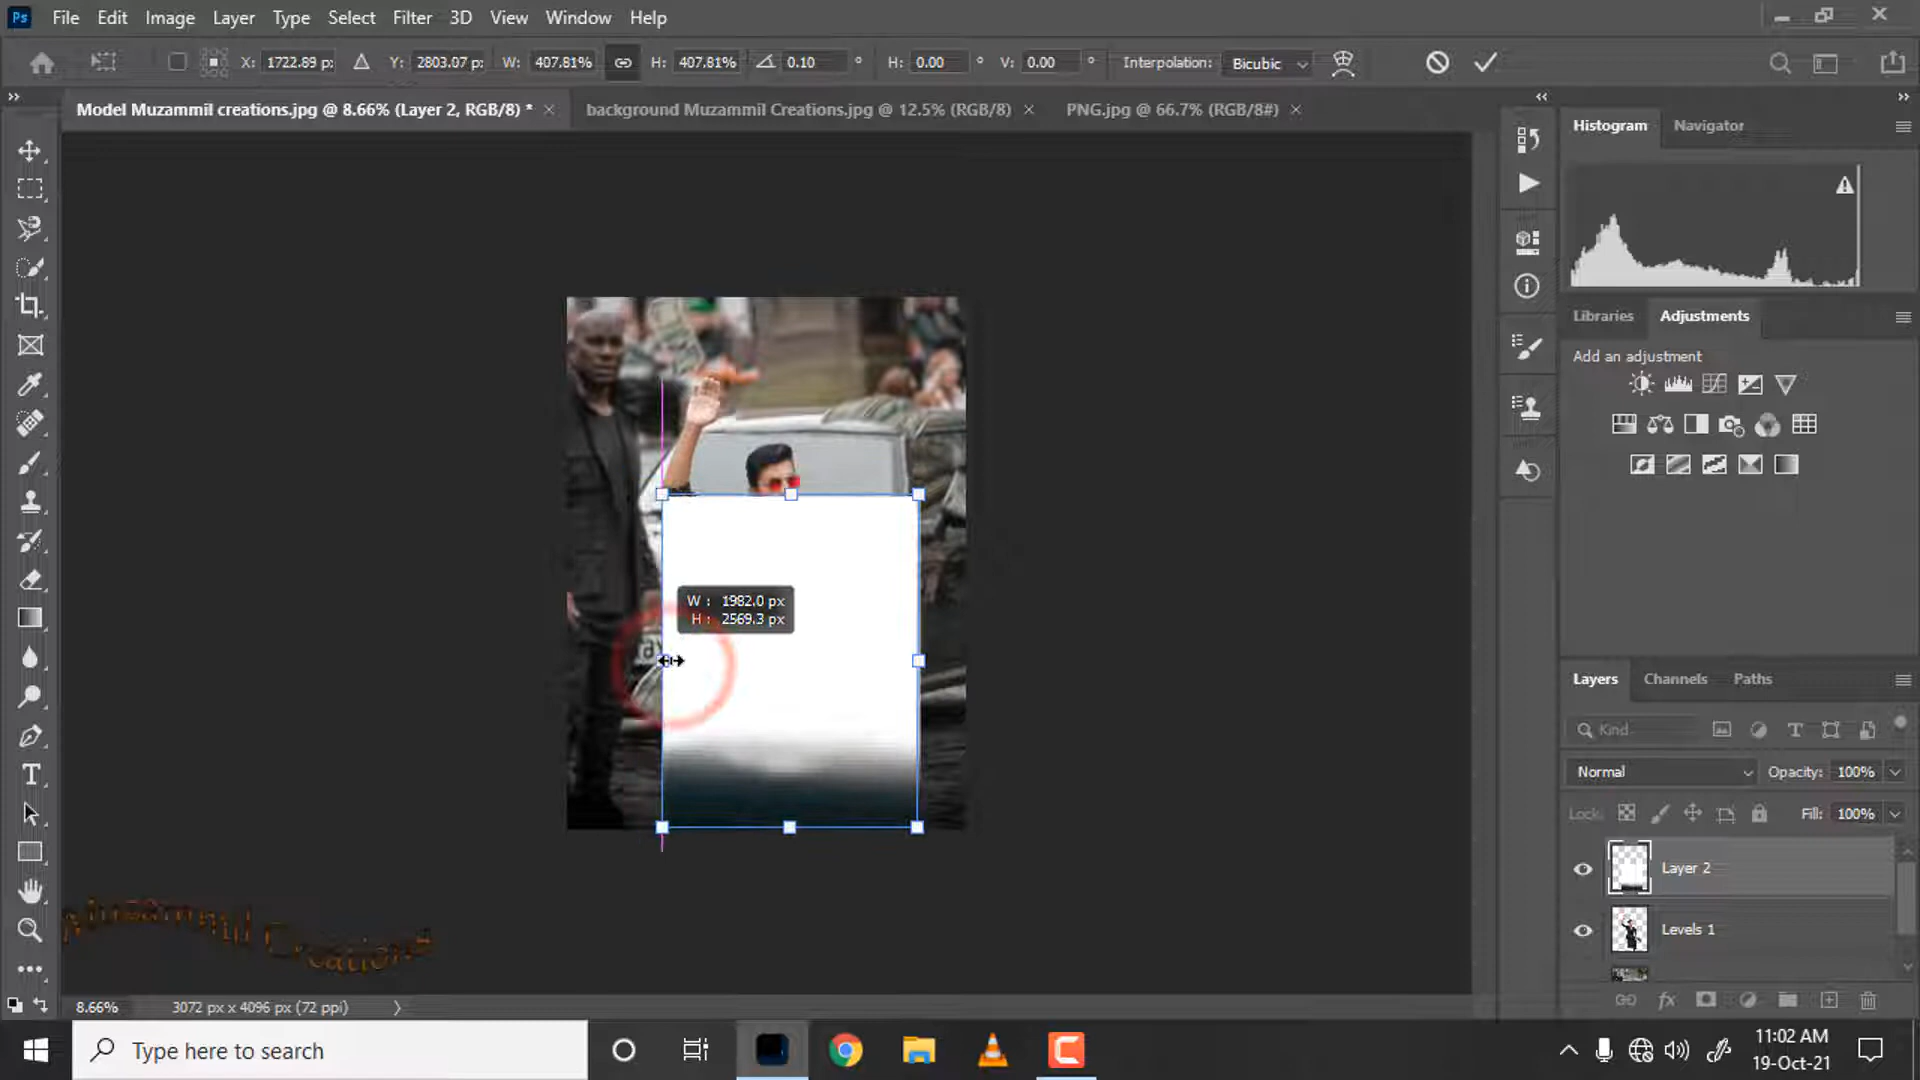 Ps File Edit Image Layer Select Filter 3D View Window Help
X: 1722.89 p: Y: 2803.07 p: W: 407.81% H: 407.81% 0.10 ° H: 0.00 ° V: 0.00 ° Interpolation: Bicubic
Model Muzammil creations.jpg @ 8.66% (Layer 2, RGB/8) * × background Muzammil Creations.jpg @ 12.5% (RGB/8) × PNG.jpg @ 66.7% (RGB/8#) ×
Histogram Navigator
Libraries Adjustments
Add an adjustment
W : 1982.0 px
H : 2569.3 px
Layers Channels Paths
Kind
Normal Opacity: 100%
Lock: Fill: 100%
Layer 2
Levels 1
Muzammil Creations
8.66% 3072 px x 4096 px (72 ppi)
Type here to search
11:02 AM
19-Oct-21